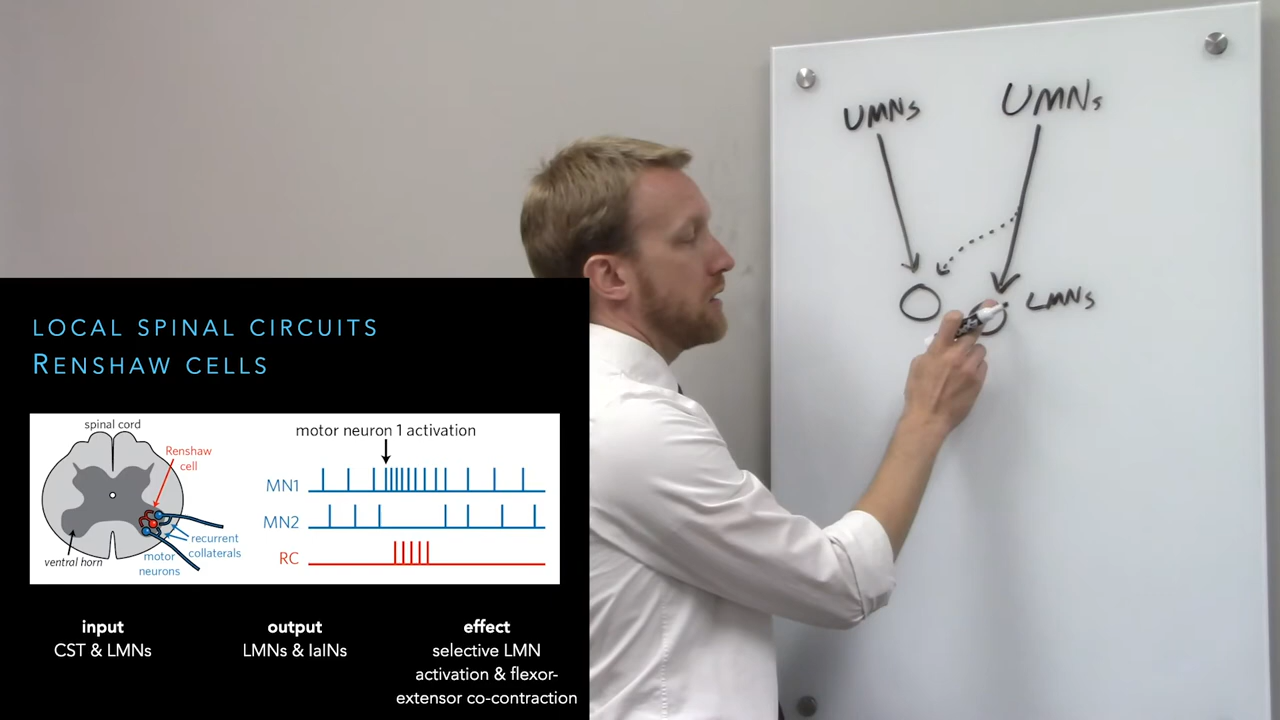 UMNs
UMNs
LMNs
LOCAL SPINAL CIRCUITS
RENSHAW CELLS
spinal cord
Renshaw
cell
recurrent
collaterals
motor
neurons
ventral horn
motor neuron 1 activation
MN1
MN2
RC
input
CST & LMNs
output
LMNs & IaINs
effect
selective LMN
activation & flexor-
extensor co-contraction